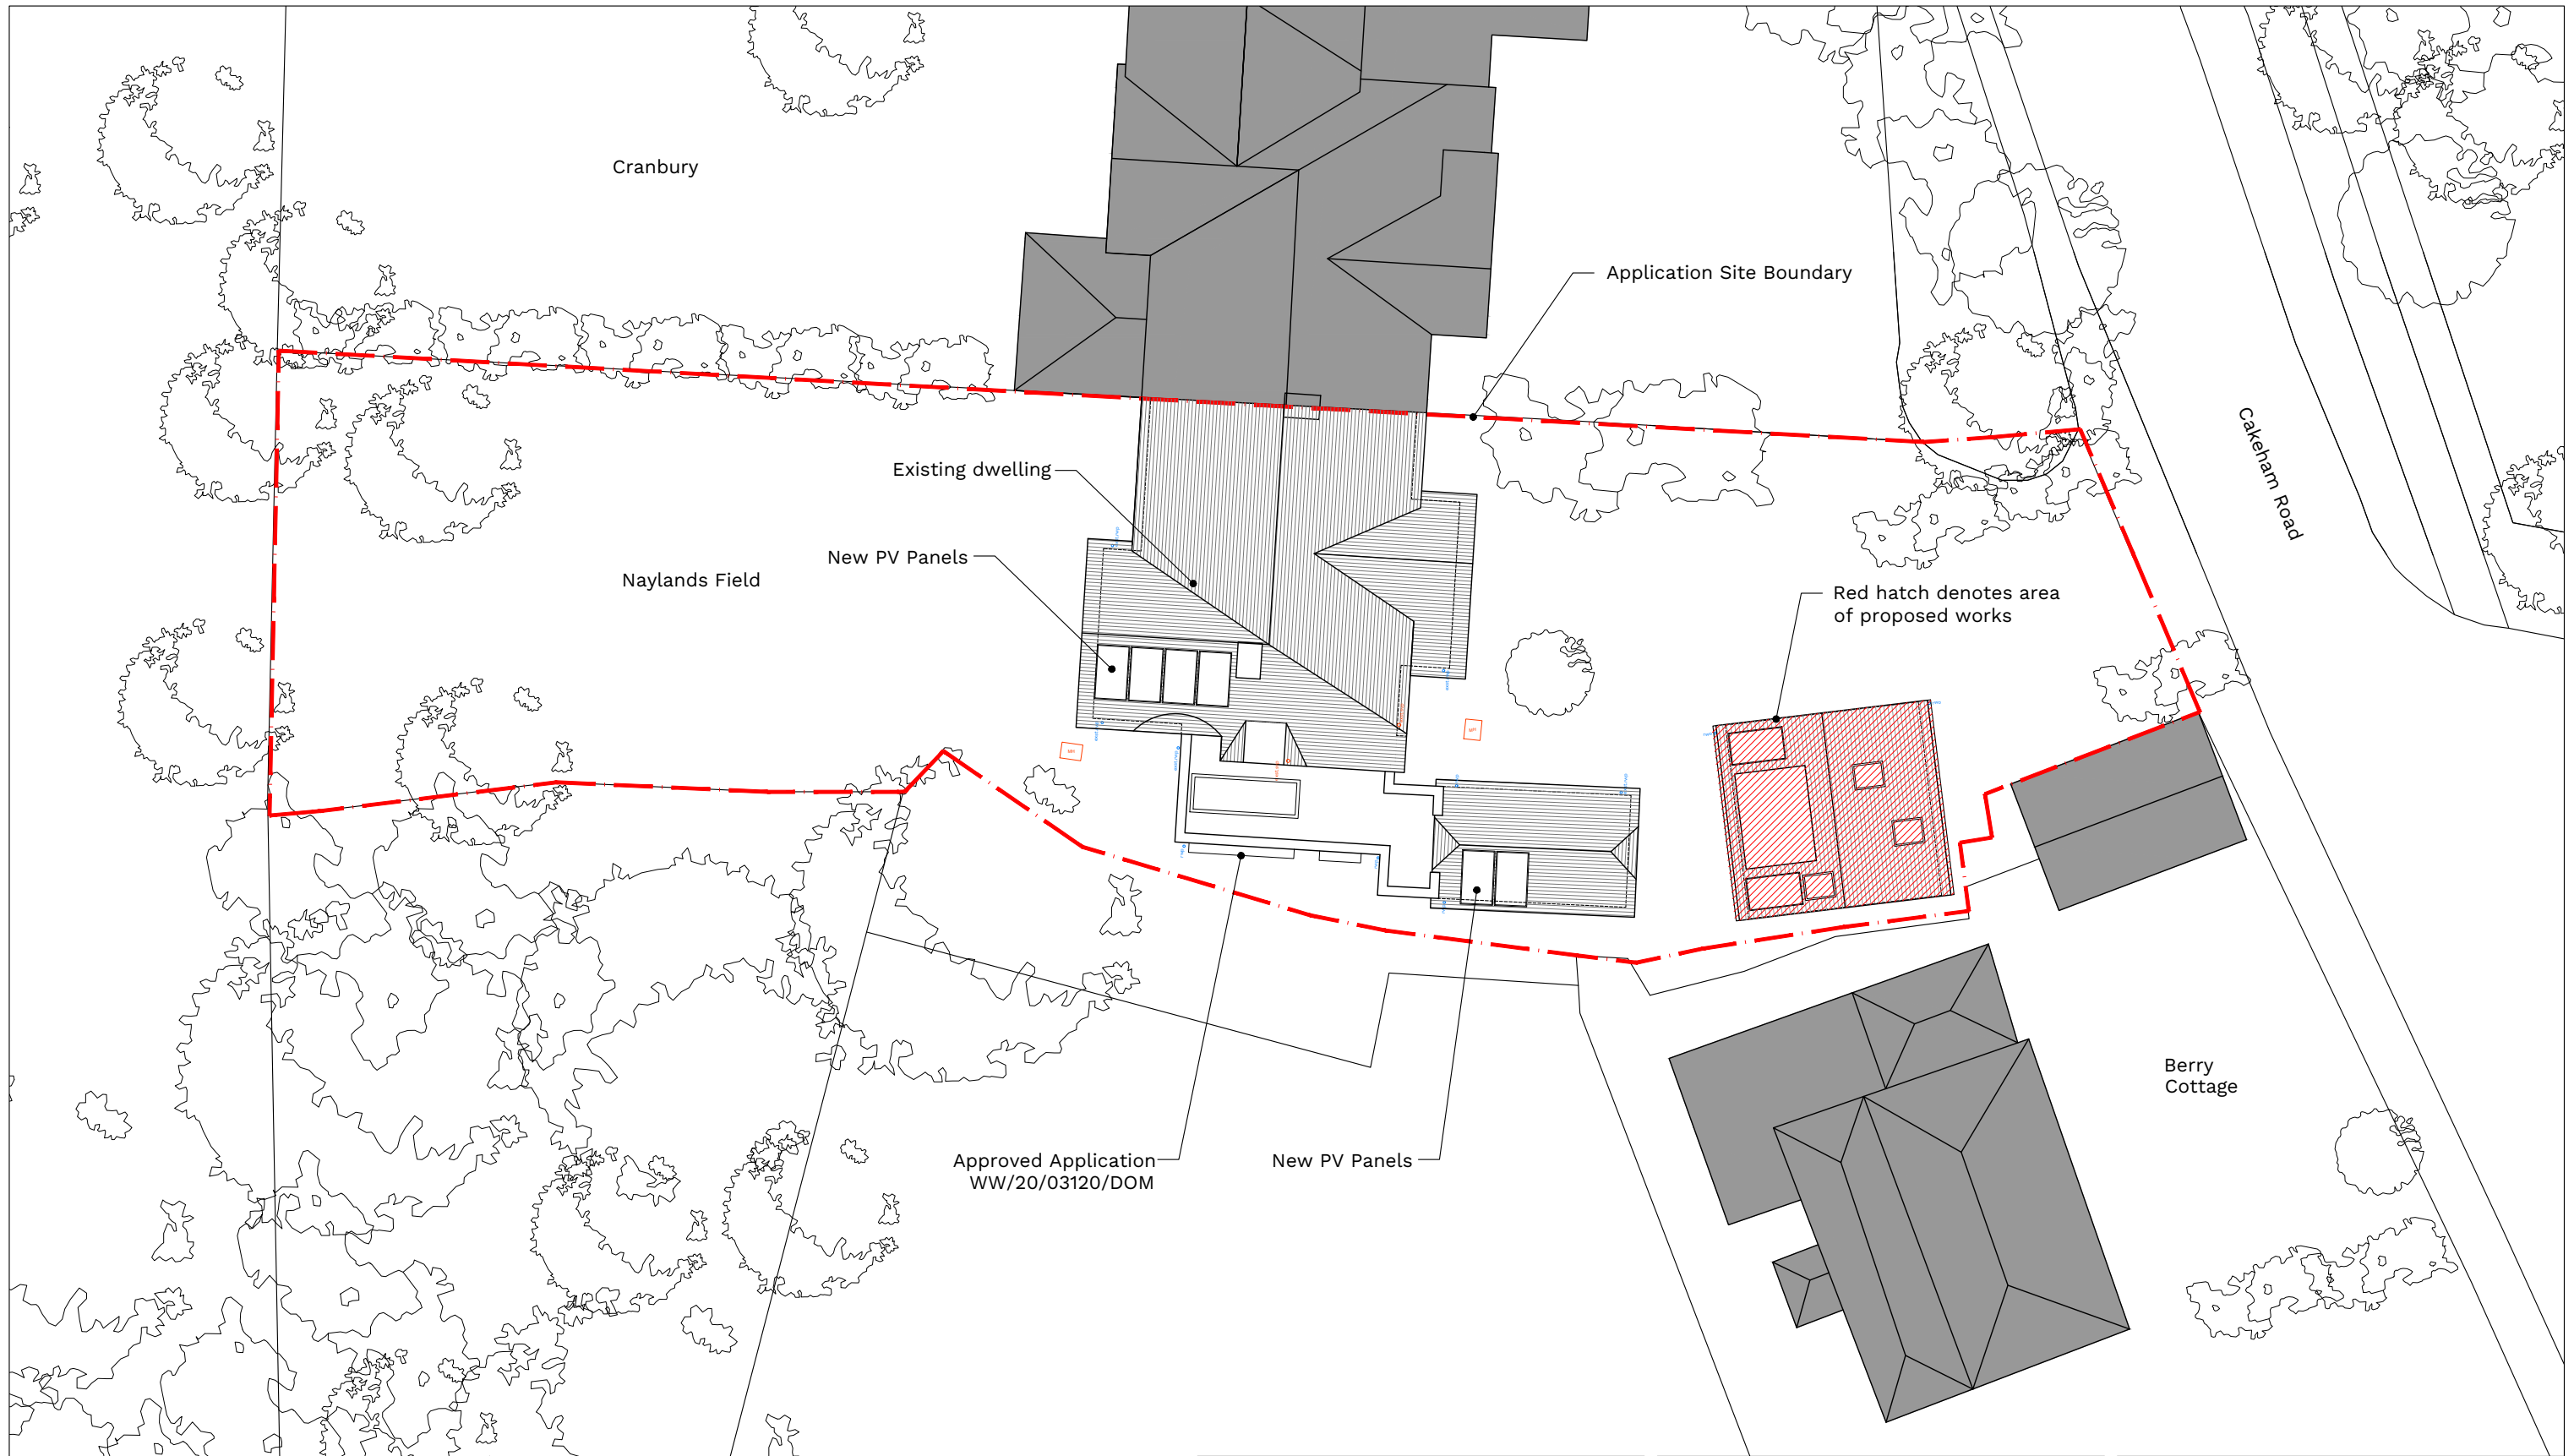 Cranbury
Application Site Boundary
Cakeham Road
Existing dwelling
New PV Panels
Naylands Field
Red hatch denotes area
of proposed works
Berry
Cottage
Approved Application
WW/20/03120/DOM
New PV Panels